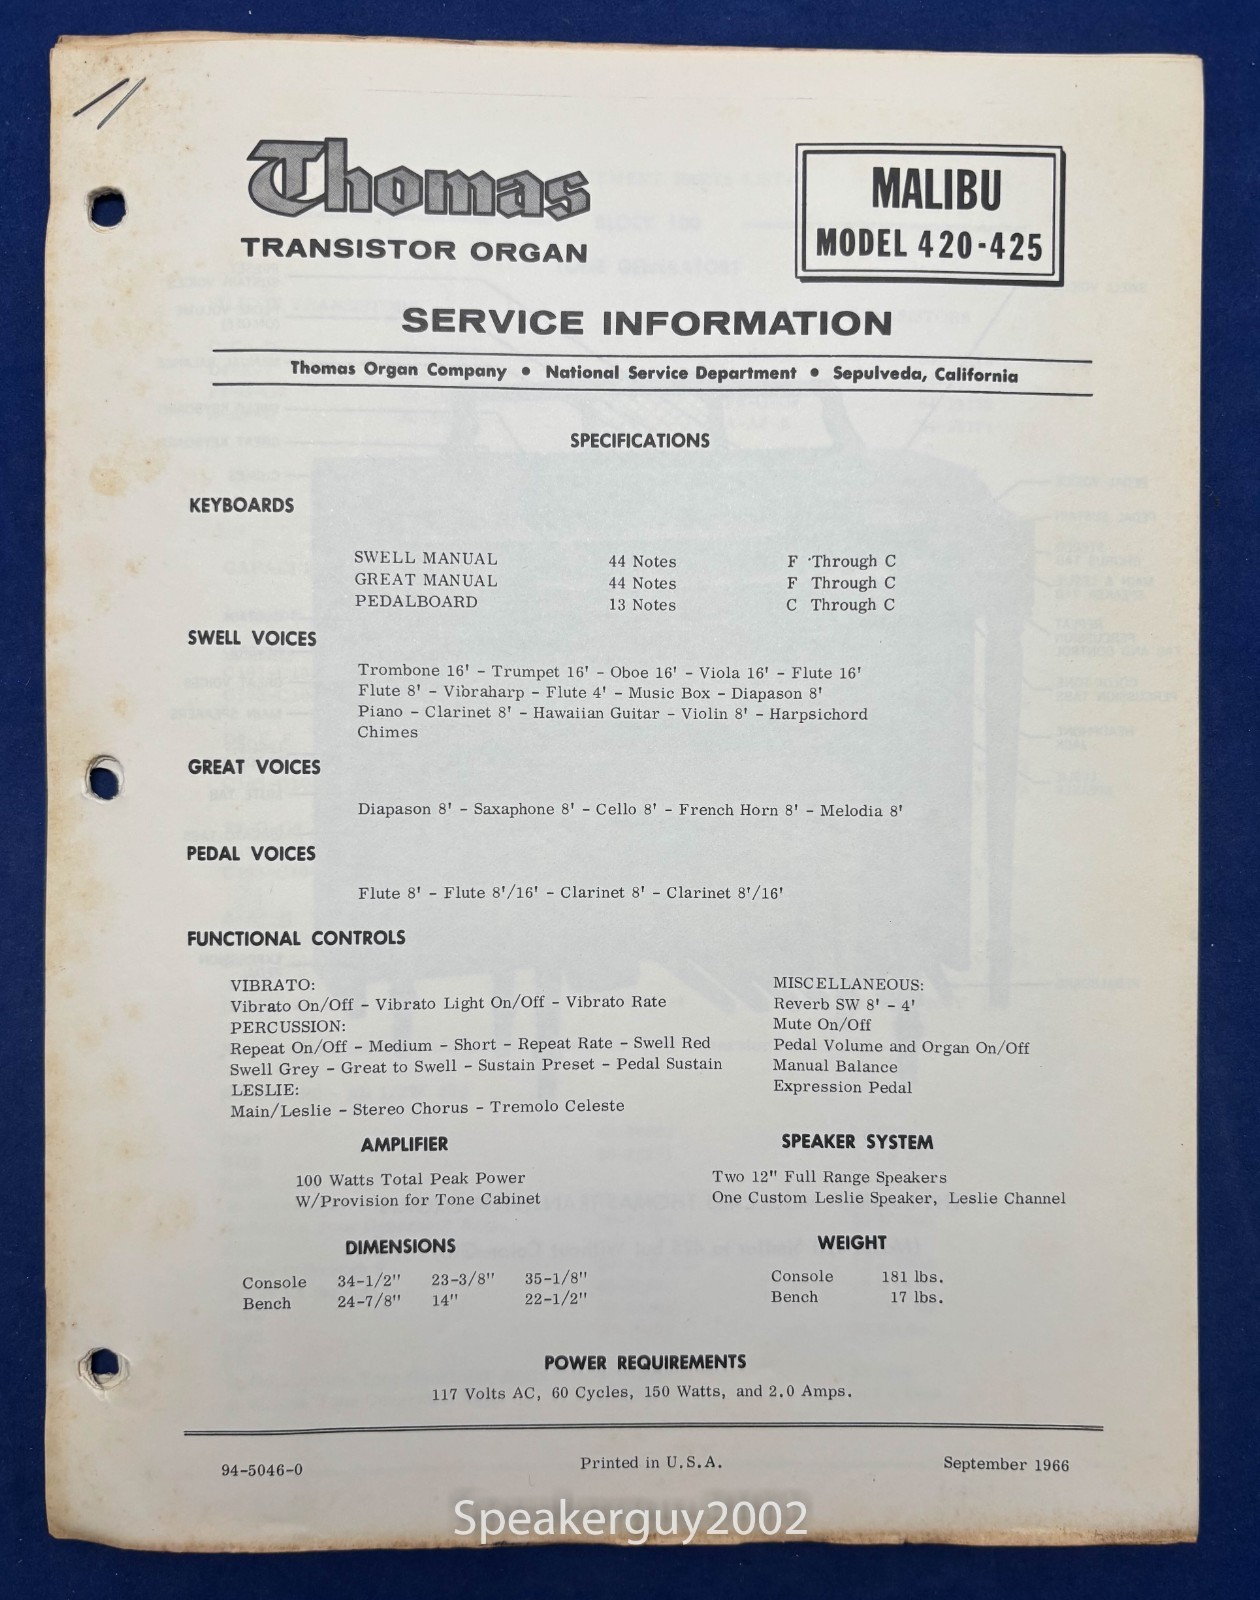 Thomas
TRANSISTOR ORGAN
MALIBU
MODEL 420-425
SERVICE INFORMATION
Thomas Organ Company • National Service Department • Sepulveda, California
SPECIFICATIONS
KEYBOARDS
SWELL MANUAL 44 Notes F Through C
GREAT MANUAL 44 Notes F Through C
PEDALBOARD 13 Notes C Through C
SWELL VOICES
Trombone 16' - Trumpet 16' - Oboe 16' - Viola 16' - Flute 16'
Flute 8' - Vibraharp - Flute 4' - Music Box - Diapason 8'
Piano - Clarinet 8' - Hawaiian Guitar - Violin 8' - Harpsichord
Chimes
GREAT VOICES
Diapason 8' - Saxaphone 8' - Cello 8' - French Horn 8' - Melodia 8'
PEDAL VOICES
Flute 8' - Flute 8'/16' - Clarinet 8' - Clarinet 8'/16'
FUNCTIONAL CONTROLS
VIBRATO:
Vibrato On/Off - Vibrato Light On/Off - Vibrato Rate
PERCUSSION:
Repeat On/Off - Medium - Short - Repeat Rate - Swell Red
Swell Grey - Great to Swell - Sustain Preset - Pedal Sustain
LESLIE:
Main/Leslie - Stereo Chorus - Tremolo Celeste
MISCELLANEOUS:
Reverb SW 8' - 4'
Mute On/Off
Pedal Volume and Organ On/Off
Manual Balance
Expression Pedal
AMPLIFIER
100 Watts Total Peak Power
W/Provision for Tone Cabinet
SPEAKER SYSTEM
Two 12" Full Range Speakers
One Custom Leslie Speaker, Leslie Channel
DIMENSIONS
Console 34-1/2" 23-3/8" 35-1/8"
Bench 24-7/8" 14" 22-1/2"
WEIGHT
Console 181 lbs.
Bench 17 lbs.
POWER REQUIREMENTS
117 Volts AC, 60 Cycles, 150 Watts, and 2.0 Amps.
94-5046-0
Printed in U.S.A.
September 1966
Speakerguy2002